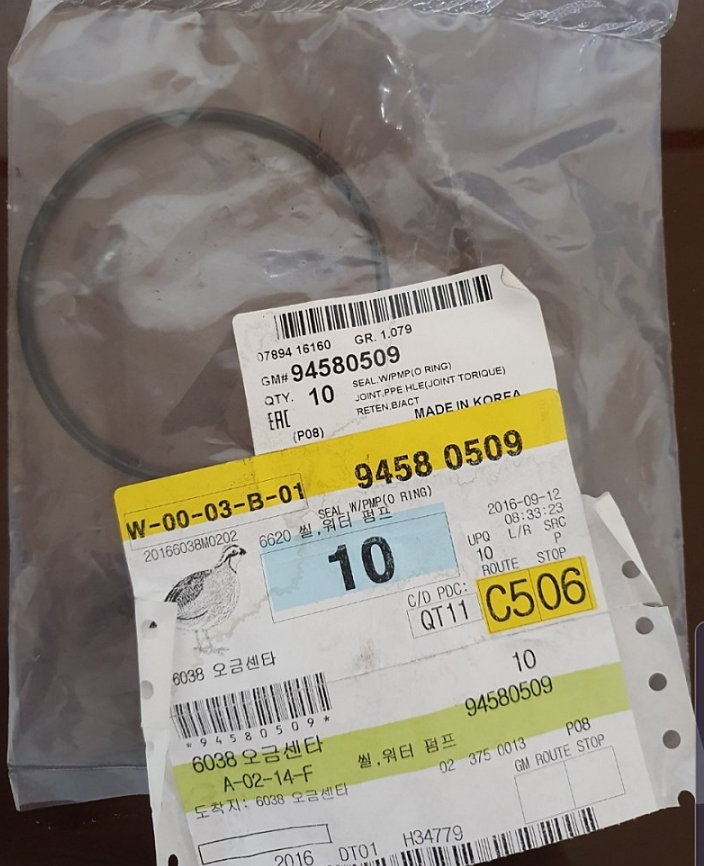 07894 16160 GR. 1.079
GM# 94580509
QTY. 10 SEAL.W/PMP(O RING)
JOINT.PPE HLE(JOINT TORIQUE)
EAC RETEN.B/ACT
(P08) MADE IN KOREA
W-00-03-B-01 9458 0509
20166038M0202 SEAL W/PMP(O RING)
6620 씰,워터 펌프
10
2016-09-12
08:33:23
UPQ L/R SRC
10 P
ROUTE STOP
C/D PDC:
QT11 C506
6038 오금센타
10
*94580509*
94580509
6038 오금센타 씰,워터 펌프 P08
A-02-14-F 02 375 0013
도착지: 6038 오금센타 GM ROUTE STOP
2016 DT01 H34779